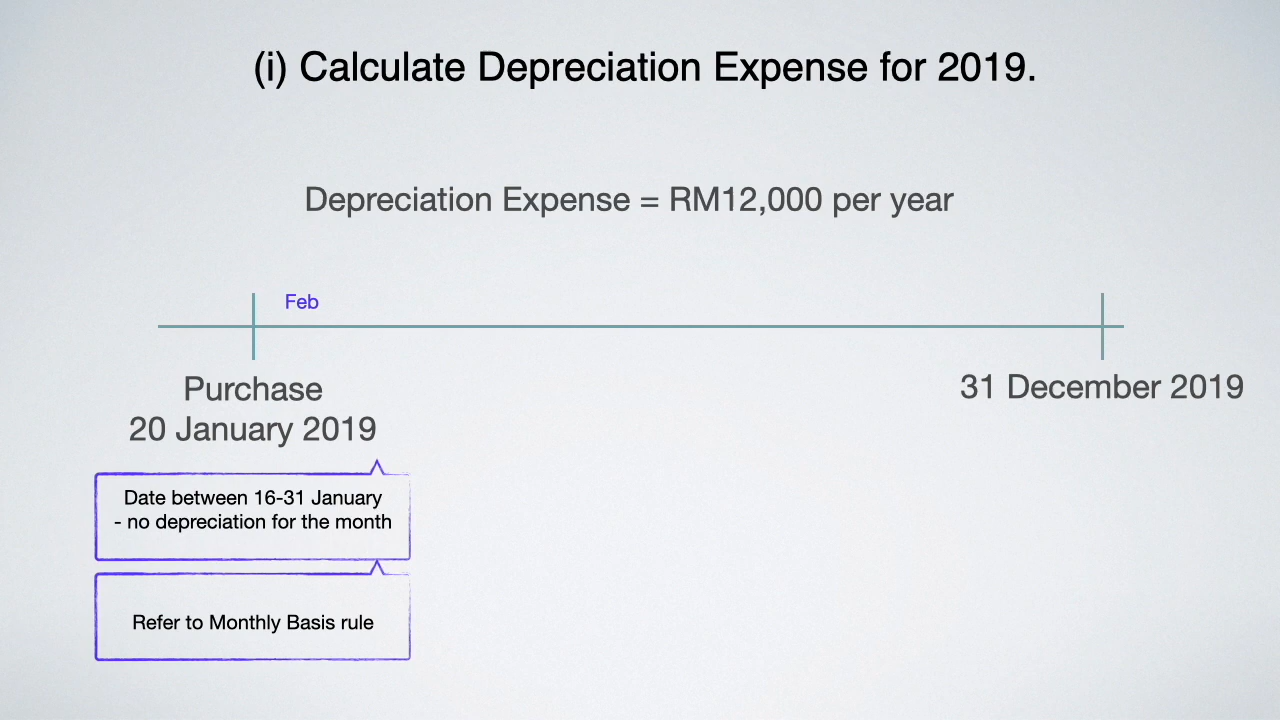 (i) Calculate Depreciation Expense for 2019.
Depreciation Expense = RM12,000 per year
Feb
Purchase
20 January 2019
31 December 2019
Date between 16-31 January
- no depreciation for the month
Refer to Monthly Basis rule